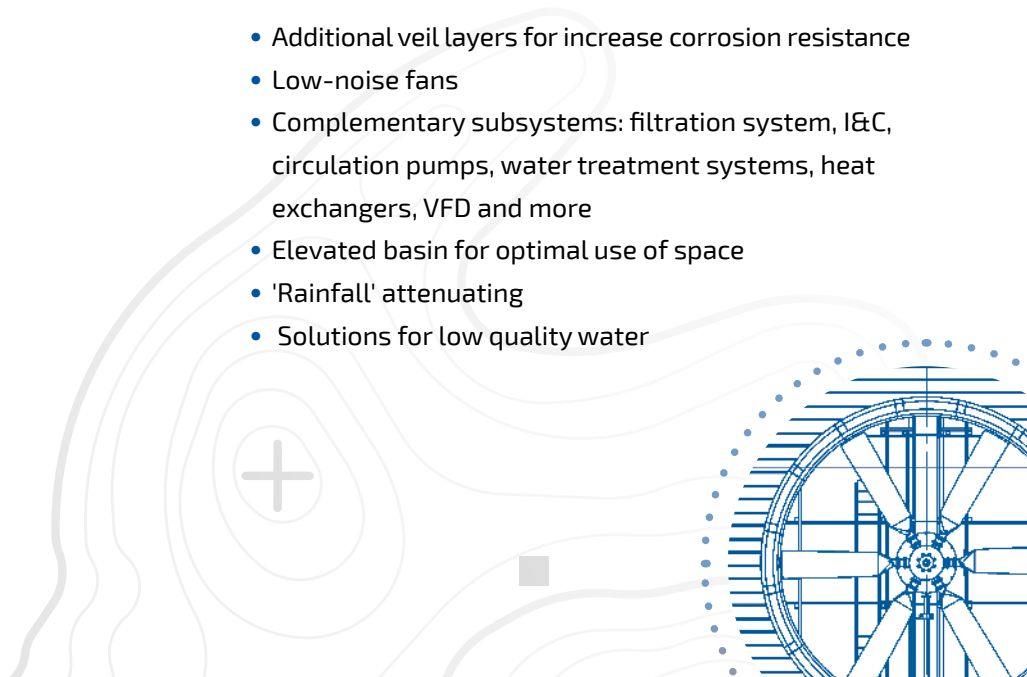 • Additional veil layers for increase corrosion resistance
• Low-noise fans
• Complementary subsystems: filtration system, I&C,
circulation pumps, water treatment systems, heat
exchangers, VFD and more
• Elevated basin for optimal use of space
• 'Rainfall' attenuating
• Solutions for low quality water